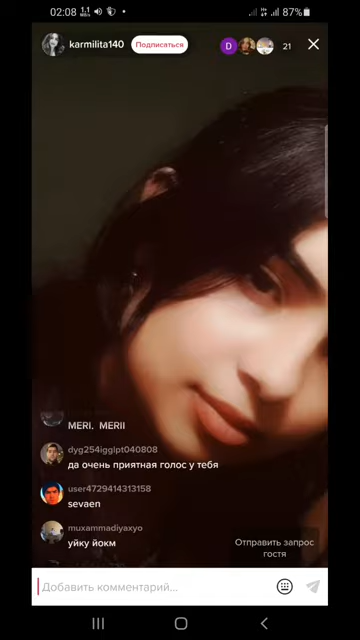 02:08
87%
karmilita140
Подписаться
D
21
MERI. MERII
dyg254igglpt040808
да очень приятная голос у тебя
user4729414313158
sevaen
muxammadiyaxyo
уйку йокм
Отправить запрос
гостя
Добавить комментарий...